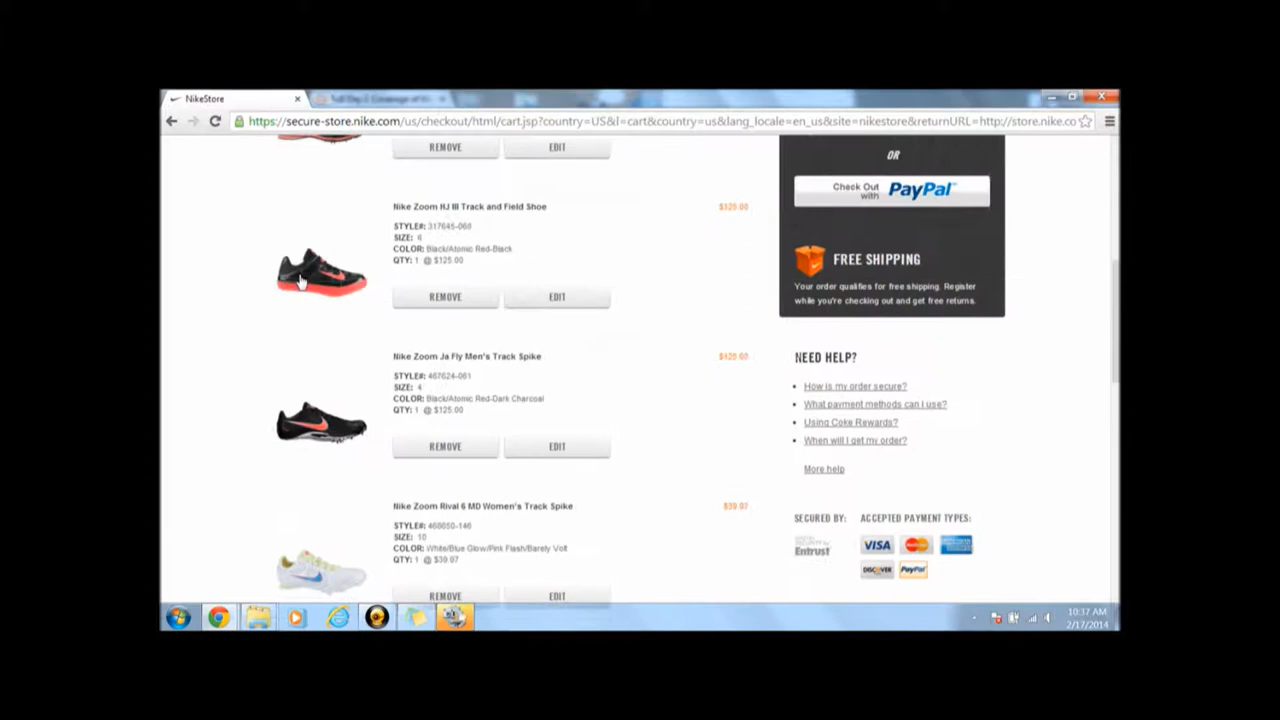 NikeStore
https://secure-store.nike.com/us/checkout/html/cart.jsp?country=US&l=cart&country=us&lang_locale=en_us&site=nikestore&returnURL=http://store.nike.co
REMOVE EDIT
OR
Check Out with PayPal
Nike Zoom HJ III Track and Field Shoe $125.00
STYLE#: 317645-068
SIZE: 6
COLOR: Black/Atomic Red-Black
QTY: 1 @ $125.00
REMOVE EDIT
FREE SHIPPING
Your order qualifies for free shipping. Register
while you're checking out and get free returns.
Nike Zoom Ja Fly Men's Track Spike $125.00
STYLE#: 487624-061
SIZE: 4
COLOR: Black/Atomic Red-Dark Charcoal
QTY: 1 @ $125.00
REMOVE EDIT
NEED HELP?
How is my order secure?
What payment methods can I use?
Using Coke Rewards?
When will I get my order?
More help
Nike Zoom Rival 6 MD Women's Track Spike $39.97
STYLE#: 468650-146
SIZE: 10
COLOR: White/Blue Glow/Pink Flash/Barely Volt
QTY: 1 @ $39.97
REMOVE EDIT
SECURED BY: ACCEPTED PAYMENT TYPES:
Entrust
VISA MasterCard
DISCOVER PayPal
10:37 AM
2/17/2014